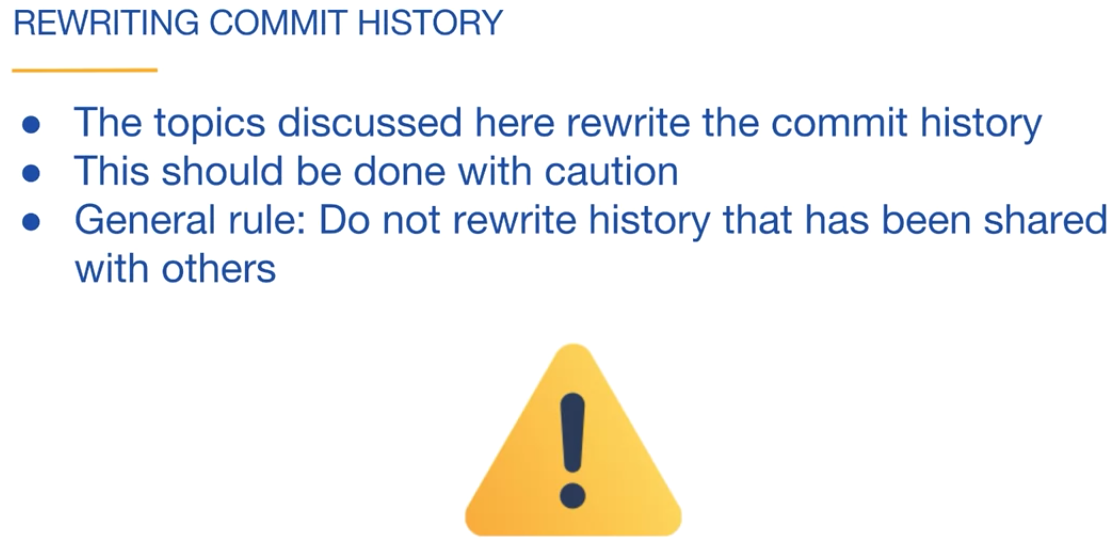 REWRITING COMMIT HISTORY
● The topics discussed here rewrite the commit history
● This should be done with caution
● General rule: Do not rewrite history that has been shared
with others